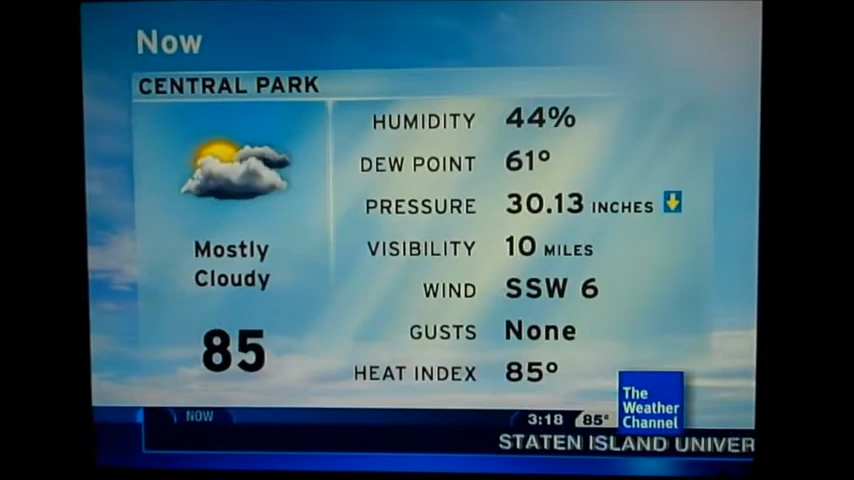 Now
CENTRAL PARK
Mostly
Cloudy
85
HUMIDITY 44%
DEW POINT 61°
PRESSURE 30.13 INCHES
VISIBILITY 10 MILES
WIND SSW 6
GUSTS None
HEAT INDEX 85°
The
Weather
Channel
NOW 3:18 85°
STATEN ISLAND UNIVER